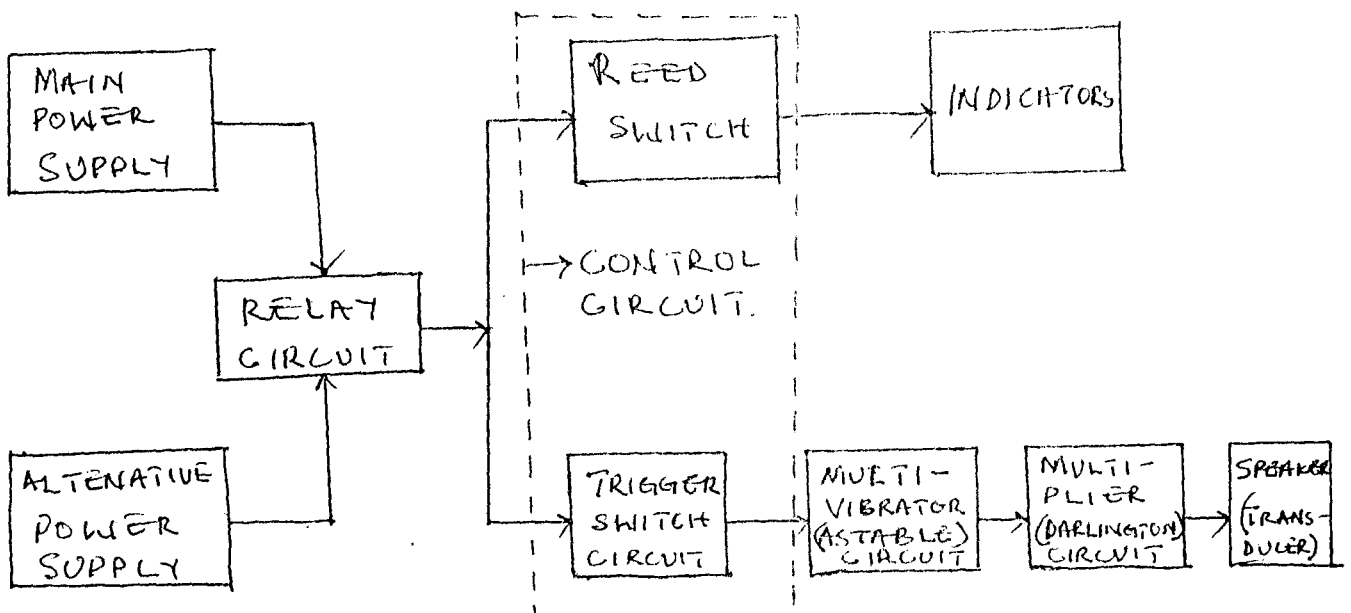 MAIN
POWER
SUPPLY
REED
SWITCH
INDICATORS
→ CONTROL
CIRCUIT.
RELAY
CIRCUIT
ALTENATIVE
POWER
SUPPLY
TRIGGER
SWITCH
CIRCUIT
MULTI-
VIBRATOR
(ASTABLE)
CIRCUIT
MULTI-
PLIER
(DARLINGTON)
CIRCUIT
SPEAKER
(TRANS-
DUCER)